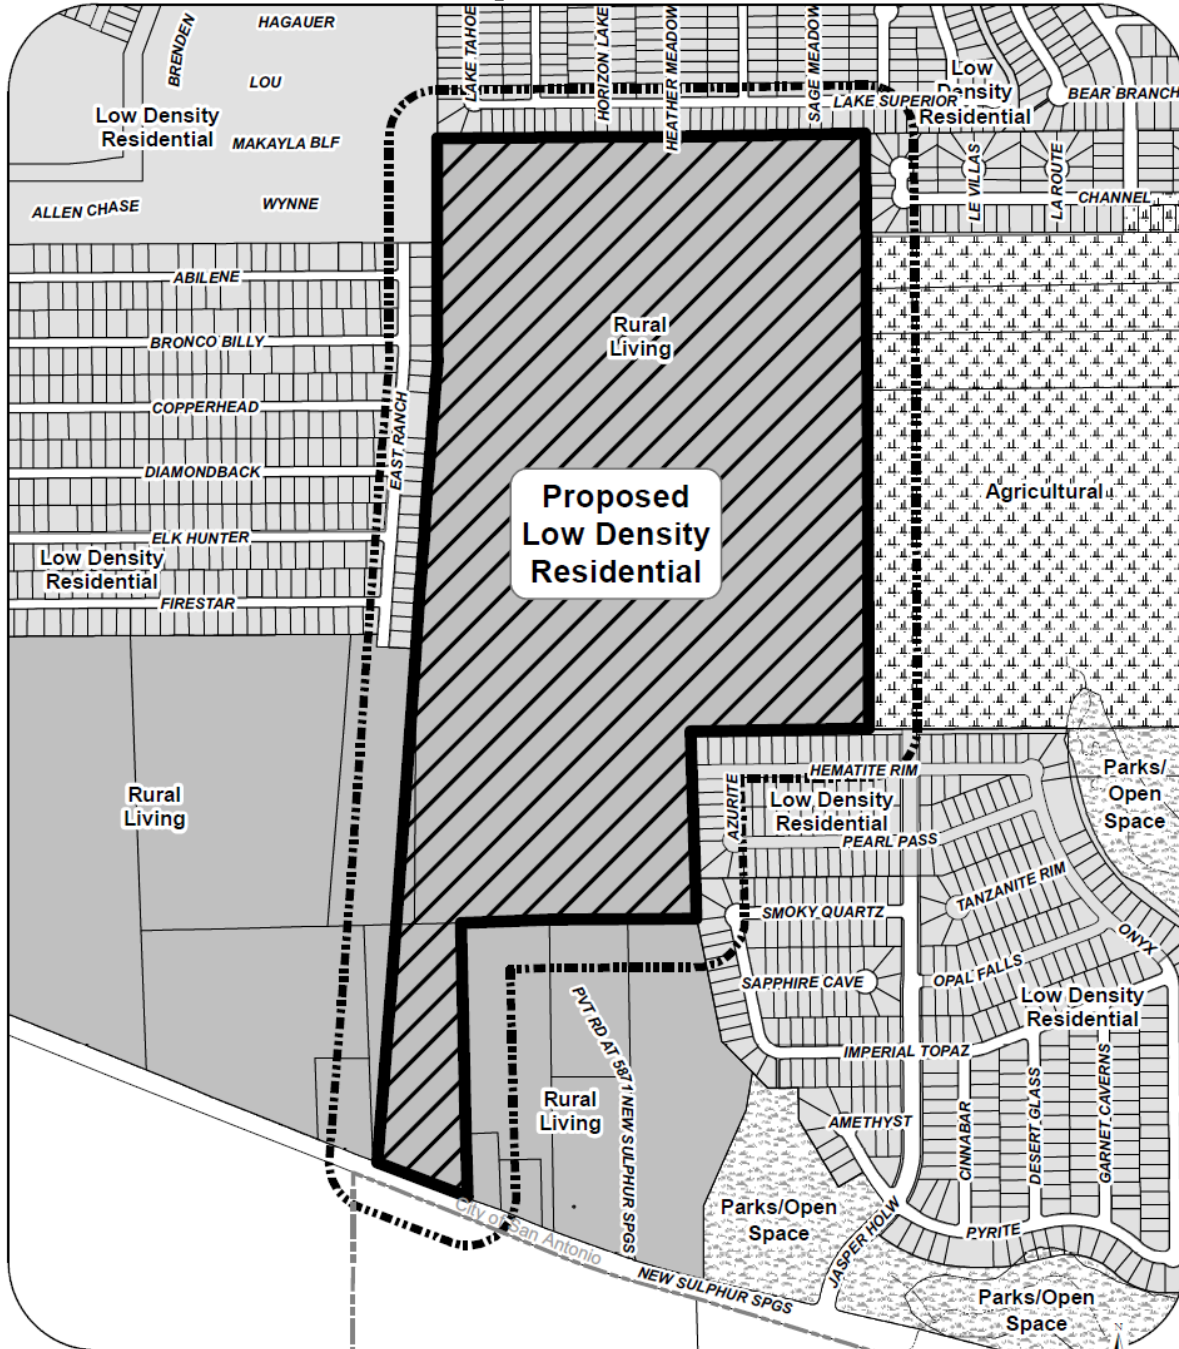 HAGAUER
BRENDEN
LOU
Low Density
Residential
MAKAYLA BLF
ALLEN CHASE
WYNNE
LAKE TAHOE
HORIZON LAKE
HEATHER MEADOW
SAGE MEADOW
LAKE SUPERIOR
Low
Density
Residential
BEAR BRANCH
LE VILLAS
LA ROUTE
CHANNEL
ABILENE
BRONCO BILLY
COPPERHEAD
DIAMONDBACK
ELK HUNTER
Low Density
Residential
FIRESTAR
EAST RANCH
Rural
Living
Proposed
Low Density
Residential
Agricultural
Rural
Living
HEMATITE RIM
AZURITE
Low Density
Residential
PEARL PASS
Parks/
Open
Space
TANZANITE RIM
SMOKY QUARTZ
ONYX
SAPPHIRE CAVE
OPAL FALLS
Low Density
Residential
IMPERIAL TOPAZ
PVT RD AT 5871 NEW SULPHUR SPGS
Rural
Living
AMETHYST
CINNABAR
DESERT GLASS
GARNET CAVERNS
Parks/Open
Space
JASPER HOLW
PYRITE
City of San Antonio
NEW SULPHUR SPGS
Parks/Open
Space
N